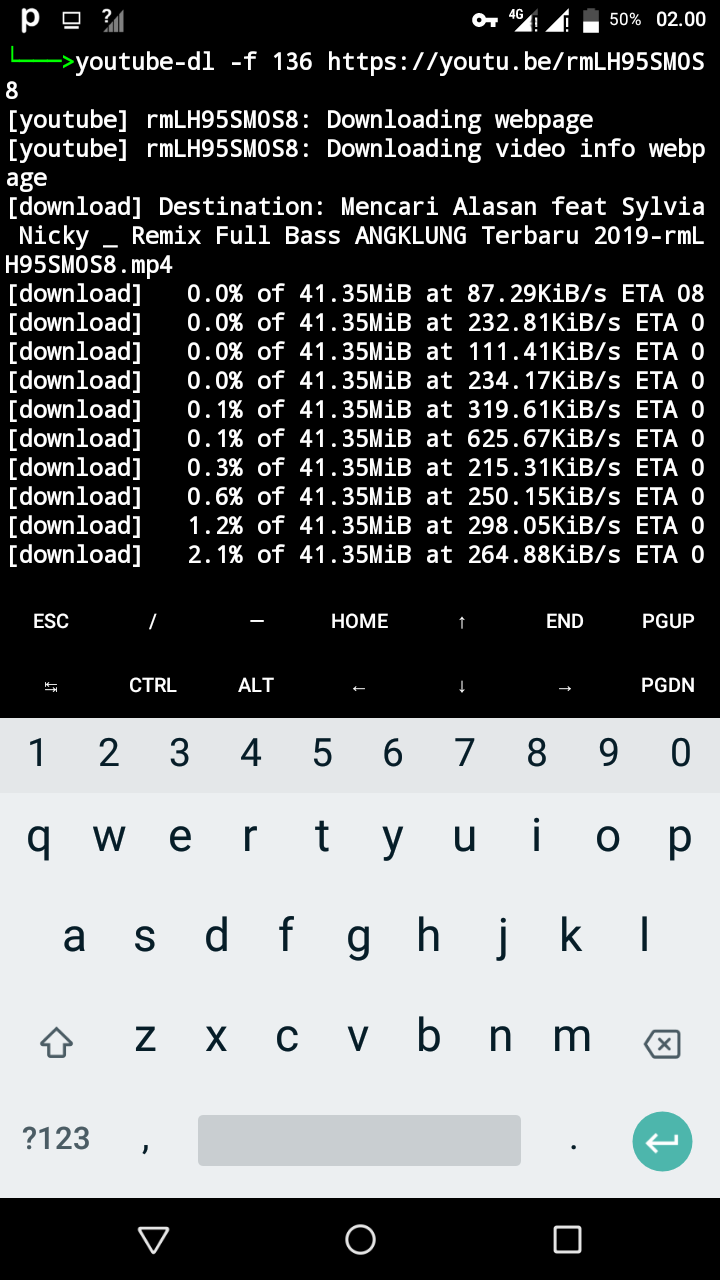 p ? 4G ! ! 50% 02.00
└──>youtube-dl -f 136 https://youtu.be/rmLH95SM0S
8
[youtube] rmLH95SM0S8: Downloading webpage
[youtube] rmLH95SM0S8: Downloading video info webp
age
[download] Destination: Mencari Alasan feat Sylvia
Nicky _ Remix Full Bass ANGKLUNG Terbaru 2019-rmL
H95SM0S8.mp4
[download] 0.0% of 41.35MiB at 87.29KiB/s ETA 08
[download] 0.0% of 41.35MiB at 232.81KiB/s ETA 0
[download] 0.0% of 41.35MiB at 111.41KiB/s ETA 0
[download] 0.0% of 41.35MiB at 234.17KiB/s ETA 0
[download] 0.1% of 41.35MiB at 319.61KiB/s ETA 0
[download] 0.1% of 41.35MiB at 625.67KiB/s ETA 0
[download] 0.3% of 41.35MiB at 215.31KiB/s ETA 0
[download] 0.6% of 41.35MiB at 250.15KiB/s ETA 0
[download] 1.2% of 41.35MiB at 298.05KiB/s ETA 0
[download] 2.1% of 41.35MiB at 264.88KiB/s ETA 0
ESC / — HOME ↑ END PGUP
↹ CTRL ALT ← ↓ → PGDN
1 2 3 4 5 6 7 8 9 0
q w e r t y u i o p
a s d f g h j k l
z x c v b n m
?123 , .